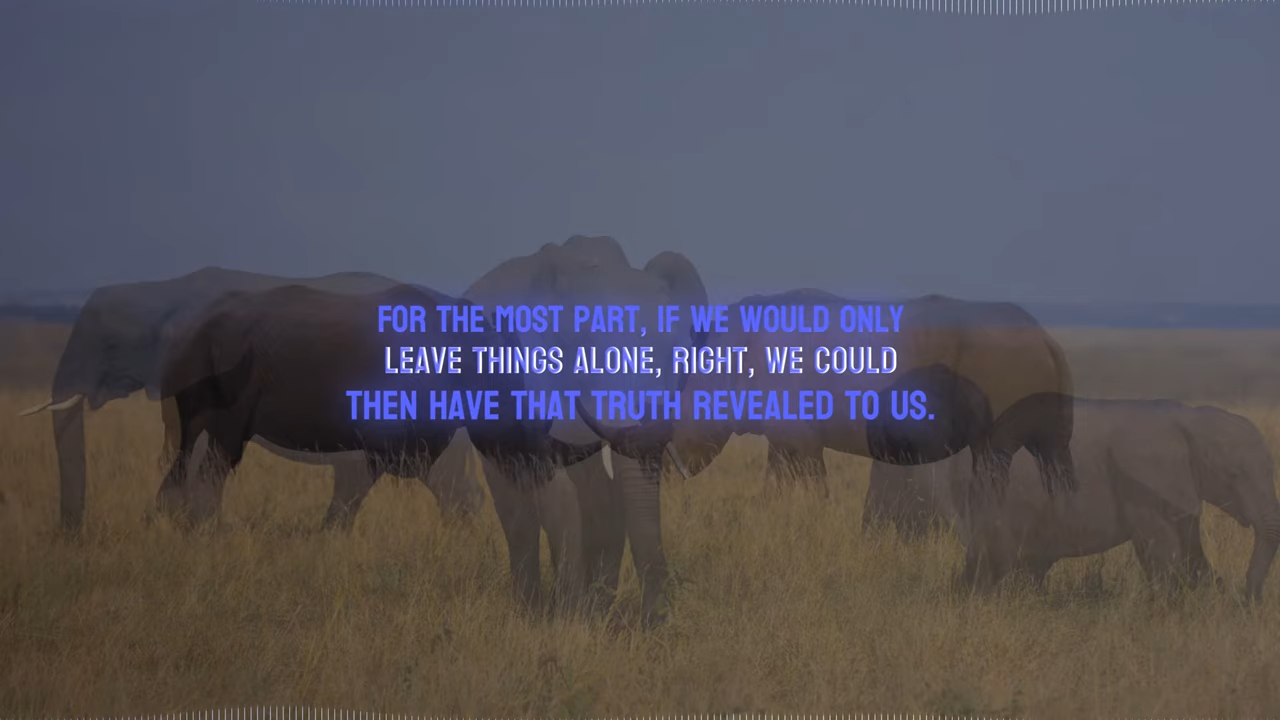 FOR THE MOST PART, IF WE WOULD ONLY
LEAVE THINGS ALONE, RIGHT, WE COULD
THEN HAVE THAT TRUTH REVEALED TO US.